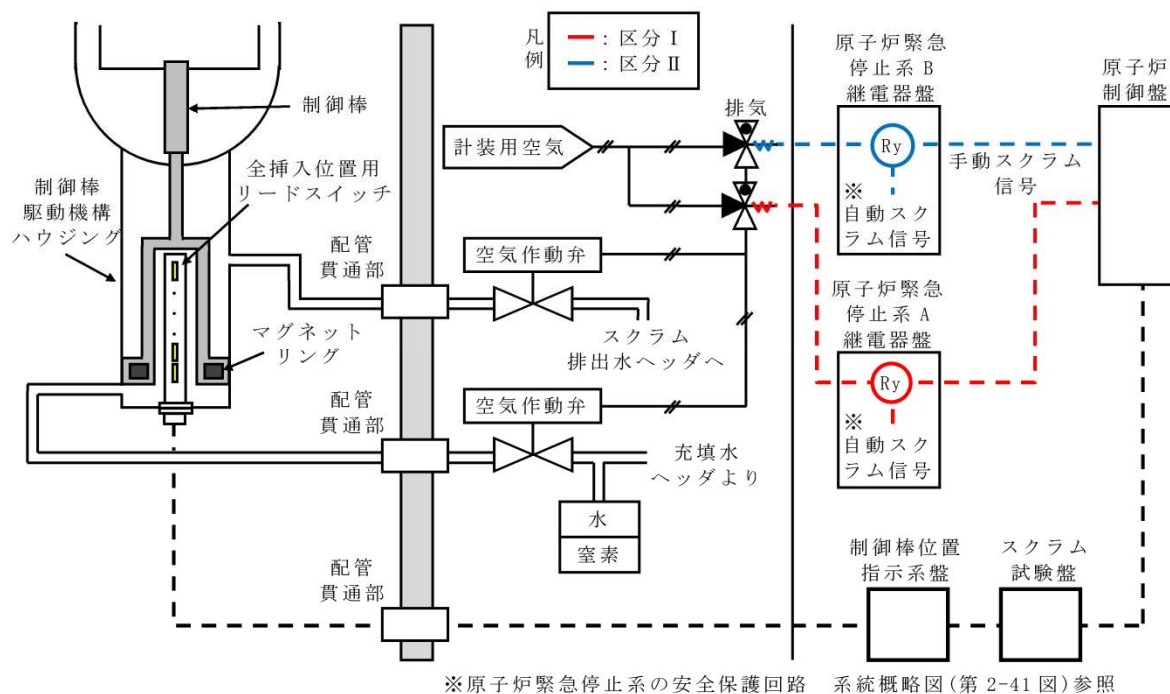 凡例
: 区分Ⅰ
: 区分Ⅱ
制御棒
全挿入位置用
リードスイッチ
制御棒
駆動機構
ハウジング
マグネット
リング
配管
貫通部
配管
貫通部
配管
貫通部
計装用空気
排気
空気作動弁
スクラム
排出水ヘッダへ
空気作動弁
充填水
ヘッダより
水
窒素
原子炉緊急
停止系B
継電器盤
Ry
※
自動スク
ラム信号
手動スクラム
信号
原子炉
制御盤
原子炉緊急
停止系A
継電器盤
Ry
※
自動スク
ラム信号
制御棒位置
指示系盤
スクラム
試験盤
※原子炉緊急停止系の安全保護回路 系統概略図(第2-41図)参照